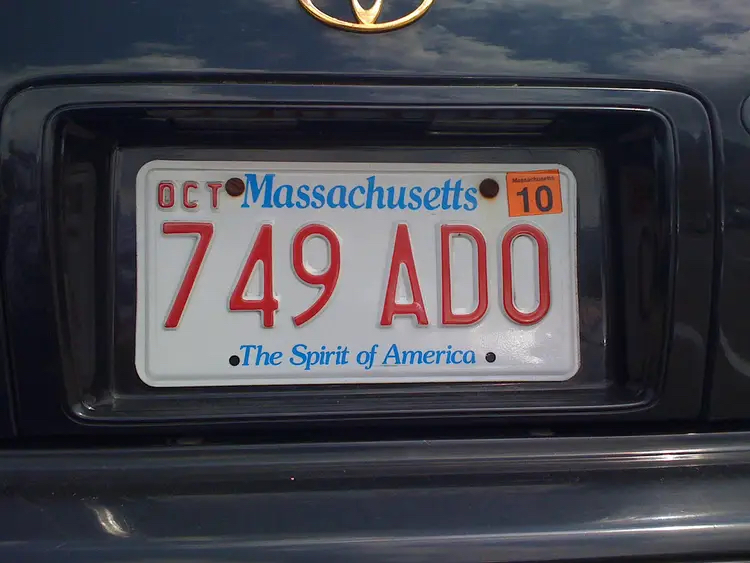 OCT Massachusetts
Massachusetts
10
749 ADO
The Spirit of America